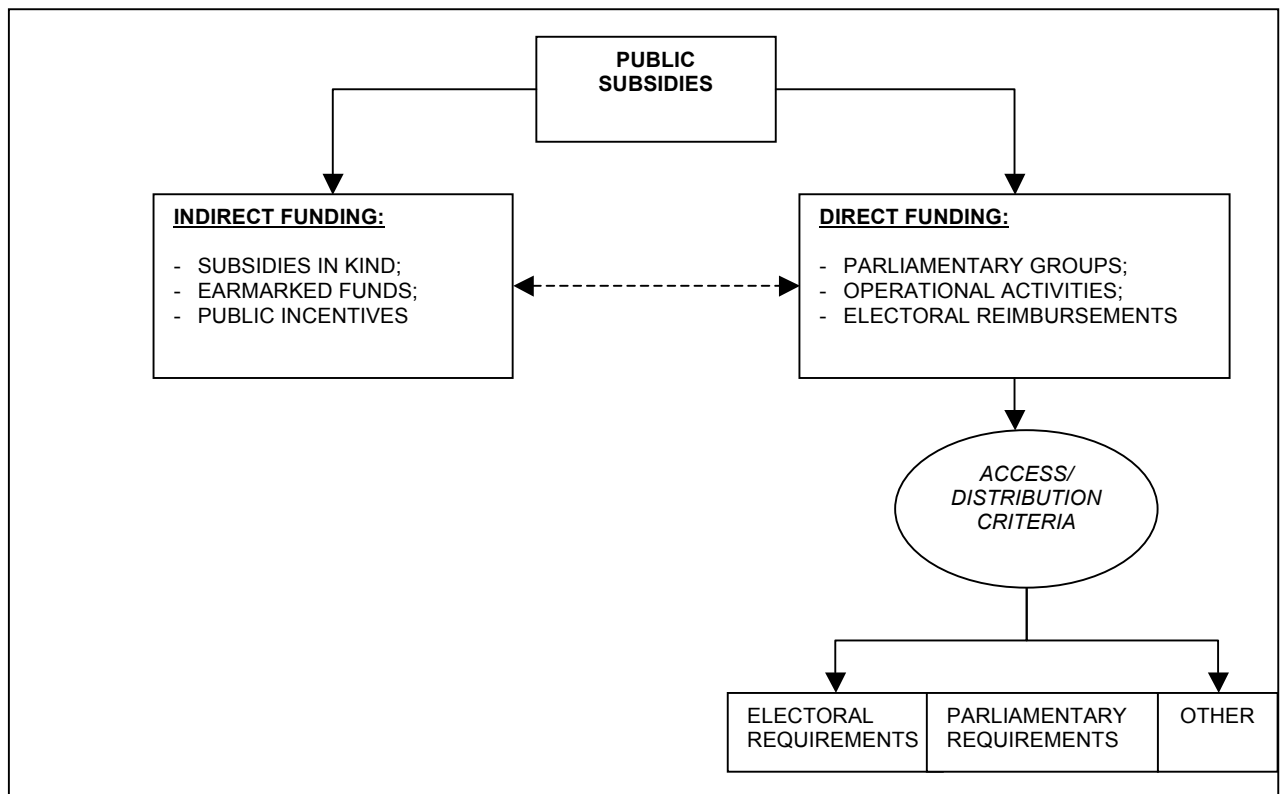 PUBLIC
SUBSIDIES
INDIRECT FUNDING:
- SUBSIDIES IN KIND;
- EARMARKED FUNDS;
- PUBLIC INCENTIVES
DIRECT FUNDING:
- PARLIAMENTARY GROUPS;
- OPERATIONAL ACTIVITIES;
- ELECTORAL REIMBURSEMENTS
ACCESS/
DISTRIBUTION
CRITERIA
ELECTORAL
REQUIREMENTS
PARLIAMENTARY
REQUIREMENTS
OTHER